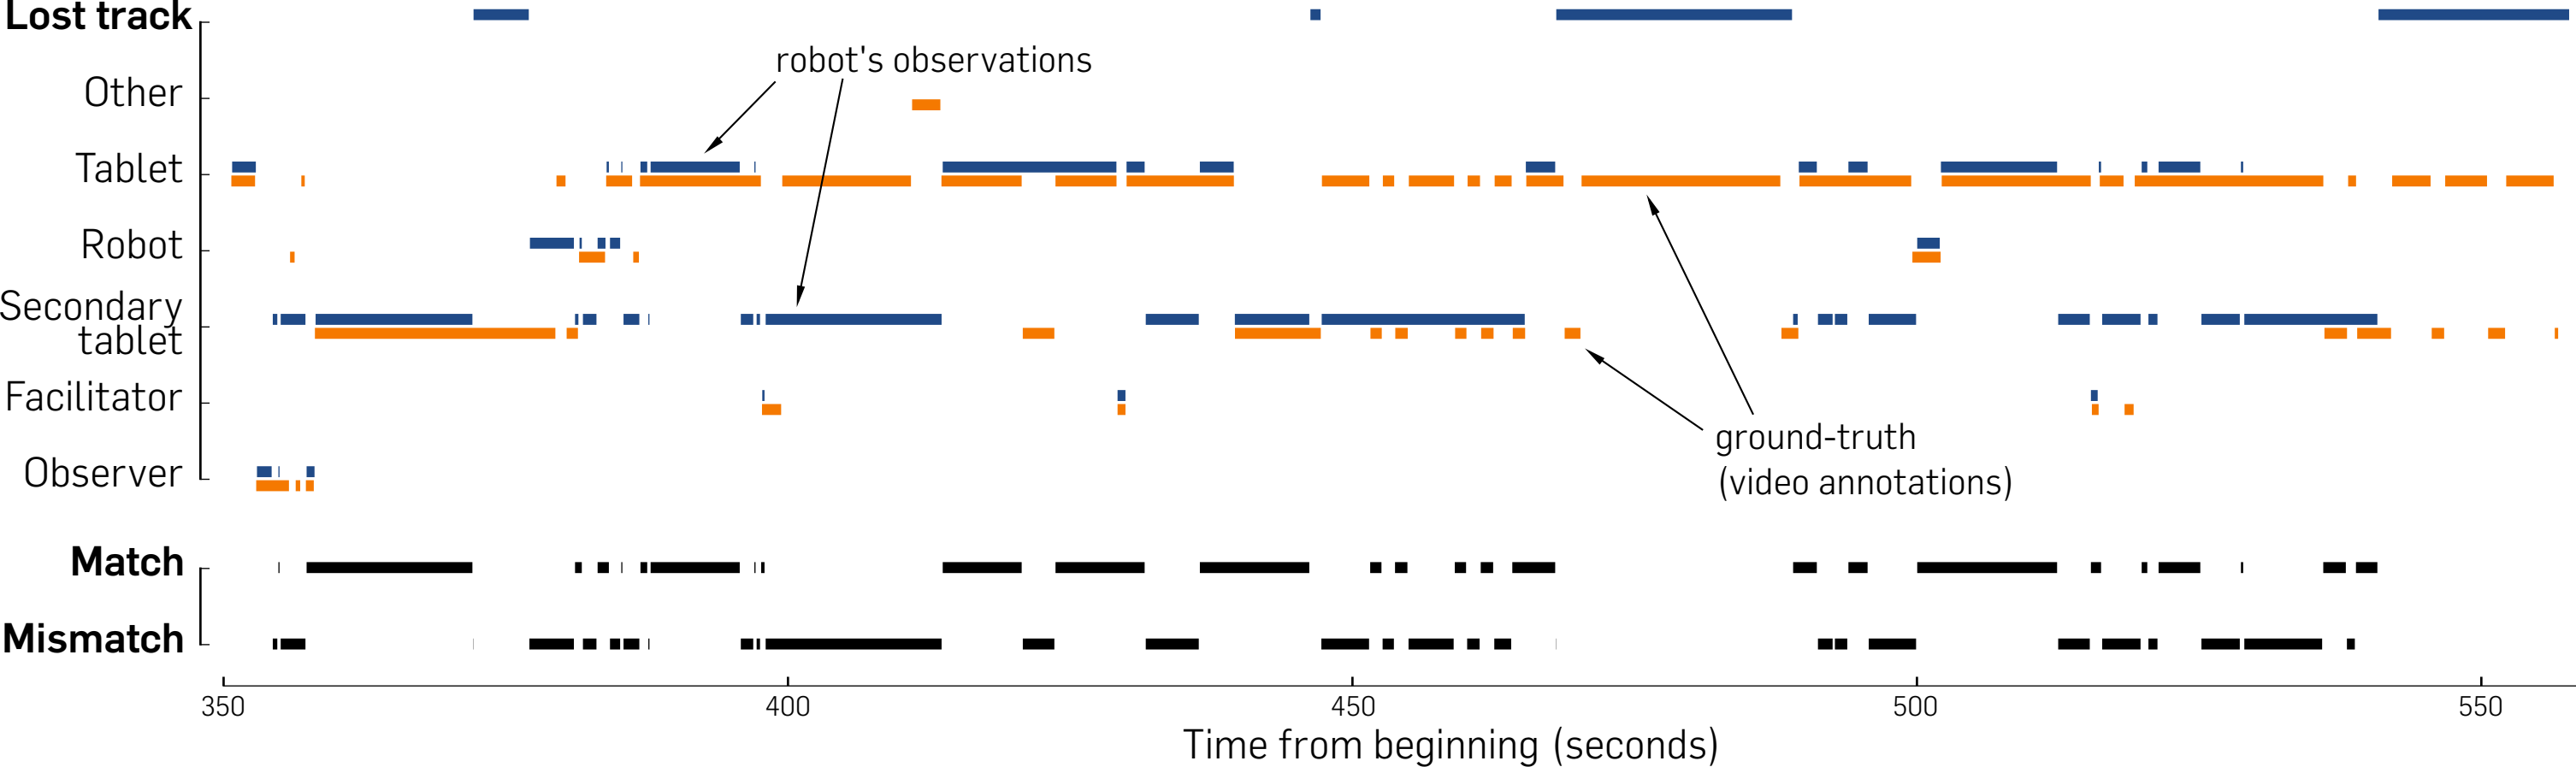 Lost track
robot's observations
Other
Tablet
Robot
Secondary
tablet
Facilitator
ground-truth
(video annotations)
Observer
Match
Mismatch
350 400 450 500 550
Time from beginning (seconds)